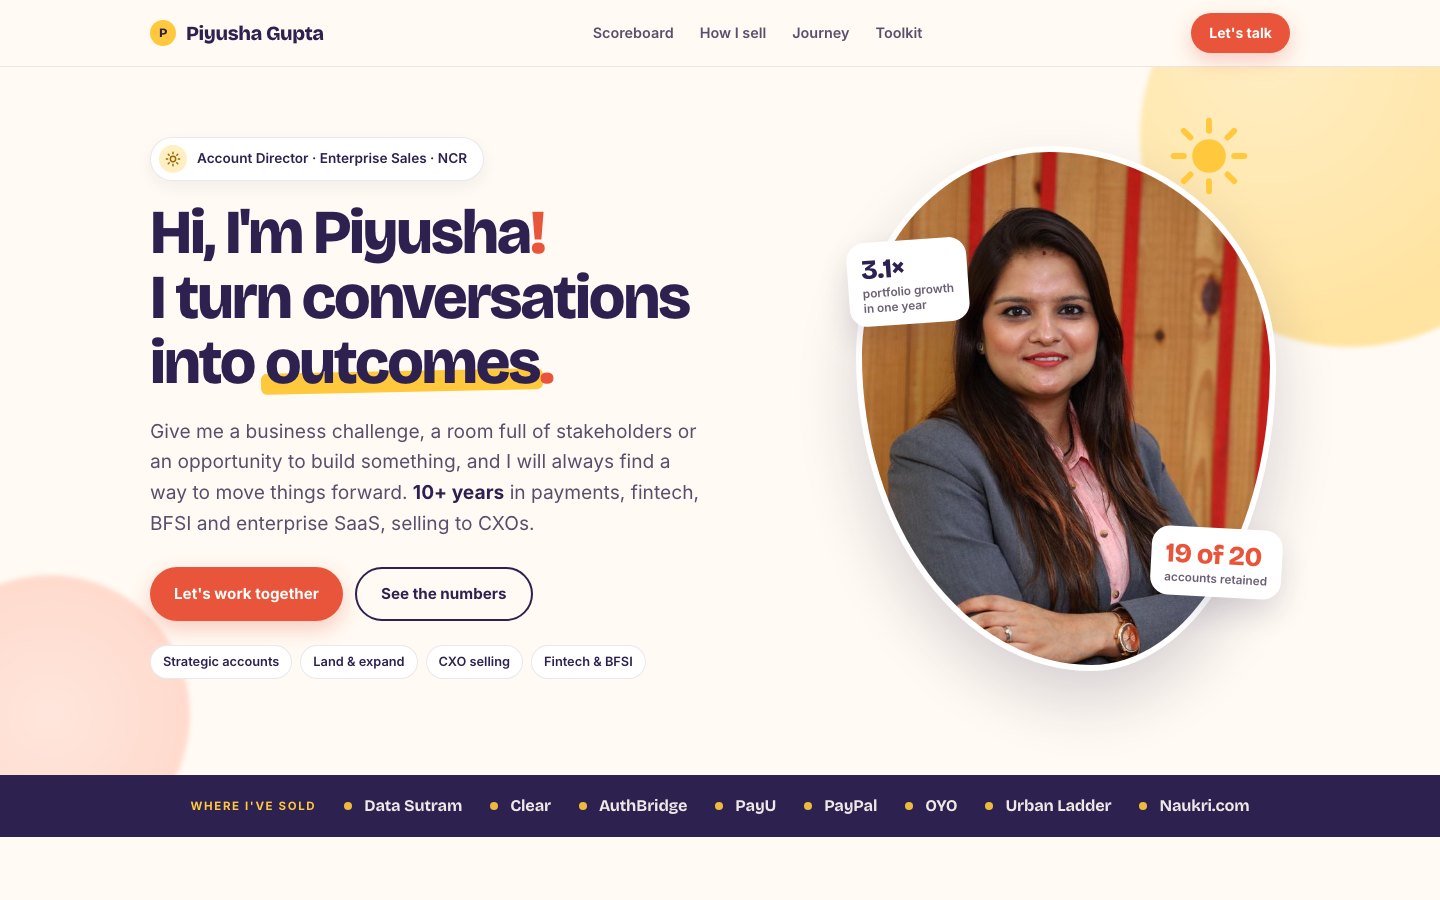 P Piyusha Gupta
Scoreboard How I sell Journey Toolkit
Let's talk
Account Director · Enterprise Sales · NCR
Hi, I'm Piyusha!
I turn conversations
into outcomes.
Give me a business challenge, a room full of stakeholders or
an opportunity to build something, and I will always find a
way to move things forward. 10+ years in payments, fintech,
BFSI and enterprise SaaS, selling to CXOs.
Let's work together See the numbers
Strategic accounts Land & expand CXO selling Fintech & BFSI
3.1×
portfolio growth
in one year
19 of 20
accounts retained
WHERE I'VE SOLD Data Sutram Clear AuthBridge PayU PayPal OYO Urban Ladder Naukri.com